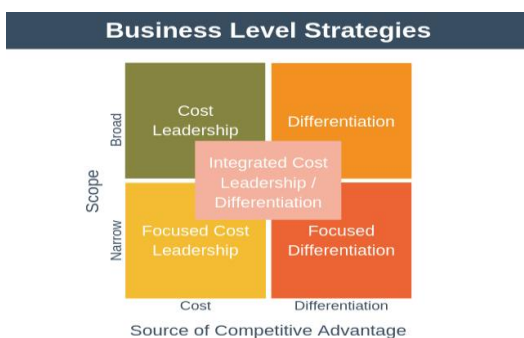 Business Level Strategies
Broad
Cost
Leadership
Differentiation
Scope
Integrated Cost
Leadership /
Differentiation
Narrow
Focused Cost
Leadership
Focused
Differentiation
Cost
Differentiation
Source of Competitive Advantage